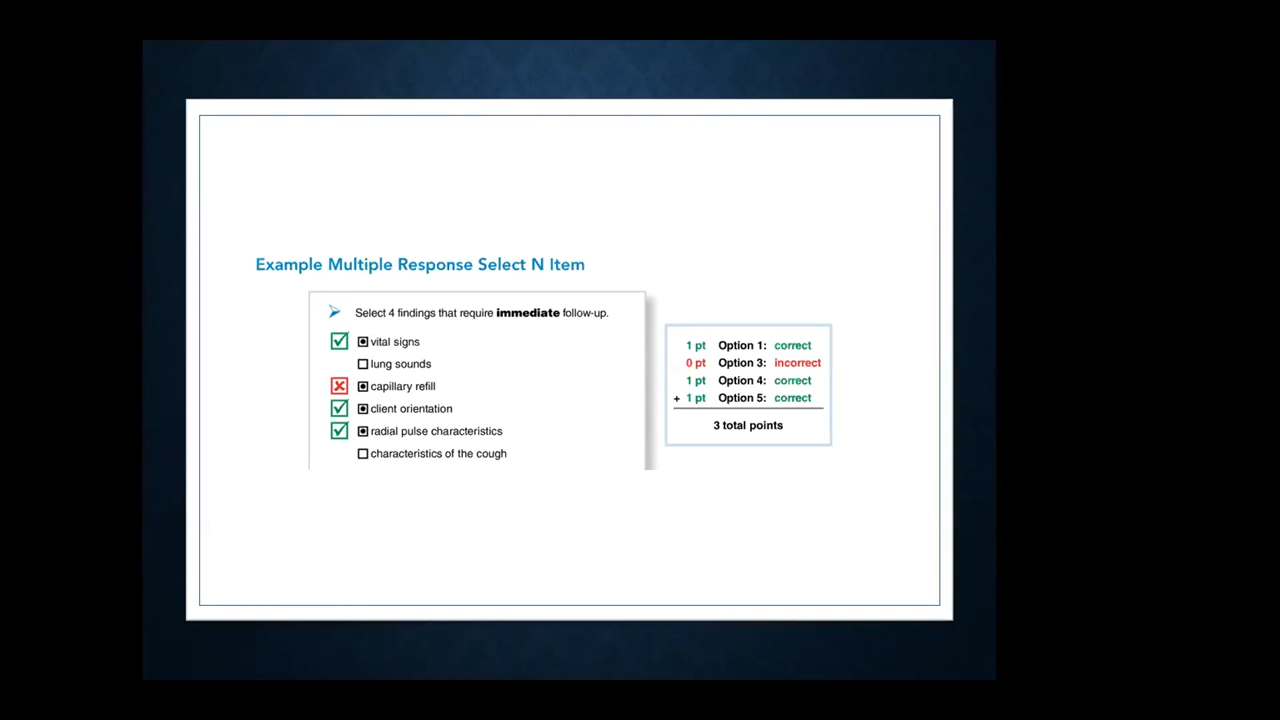 Example Multiple Response Select N Item
Select 4 findings that require immediate follow-up.
vital signs
lung sounds
capillary refill
client orientation
radial pulse characteristics
characteristics of the cough
1 pt Option 1: correct
0 pt Option 3: incorrect
1 pt Option 4: correct
+ 1 pt Option 5: correct
3 total points